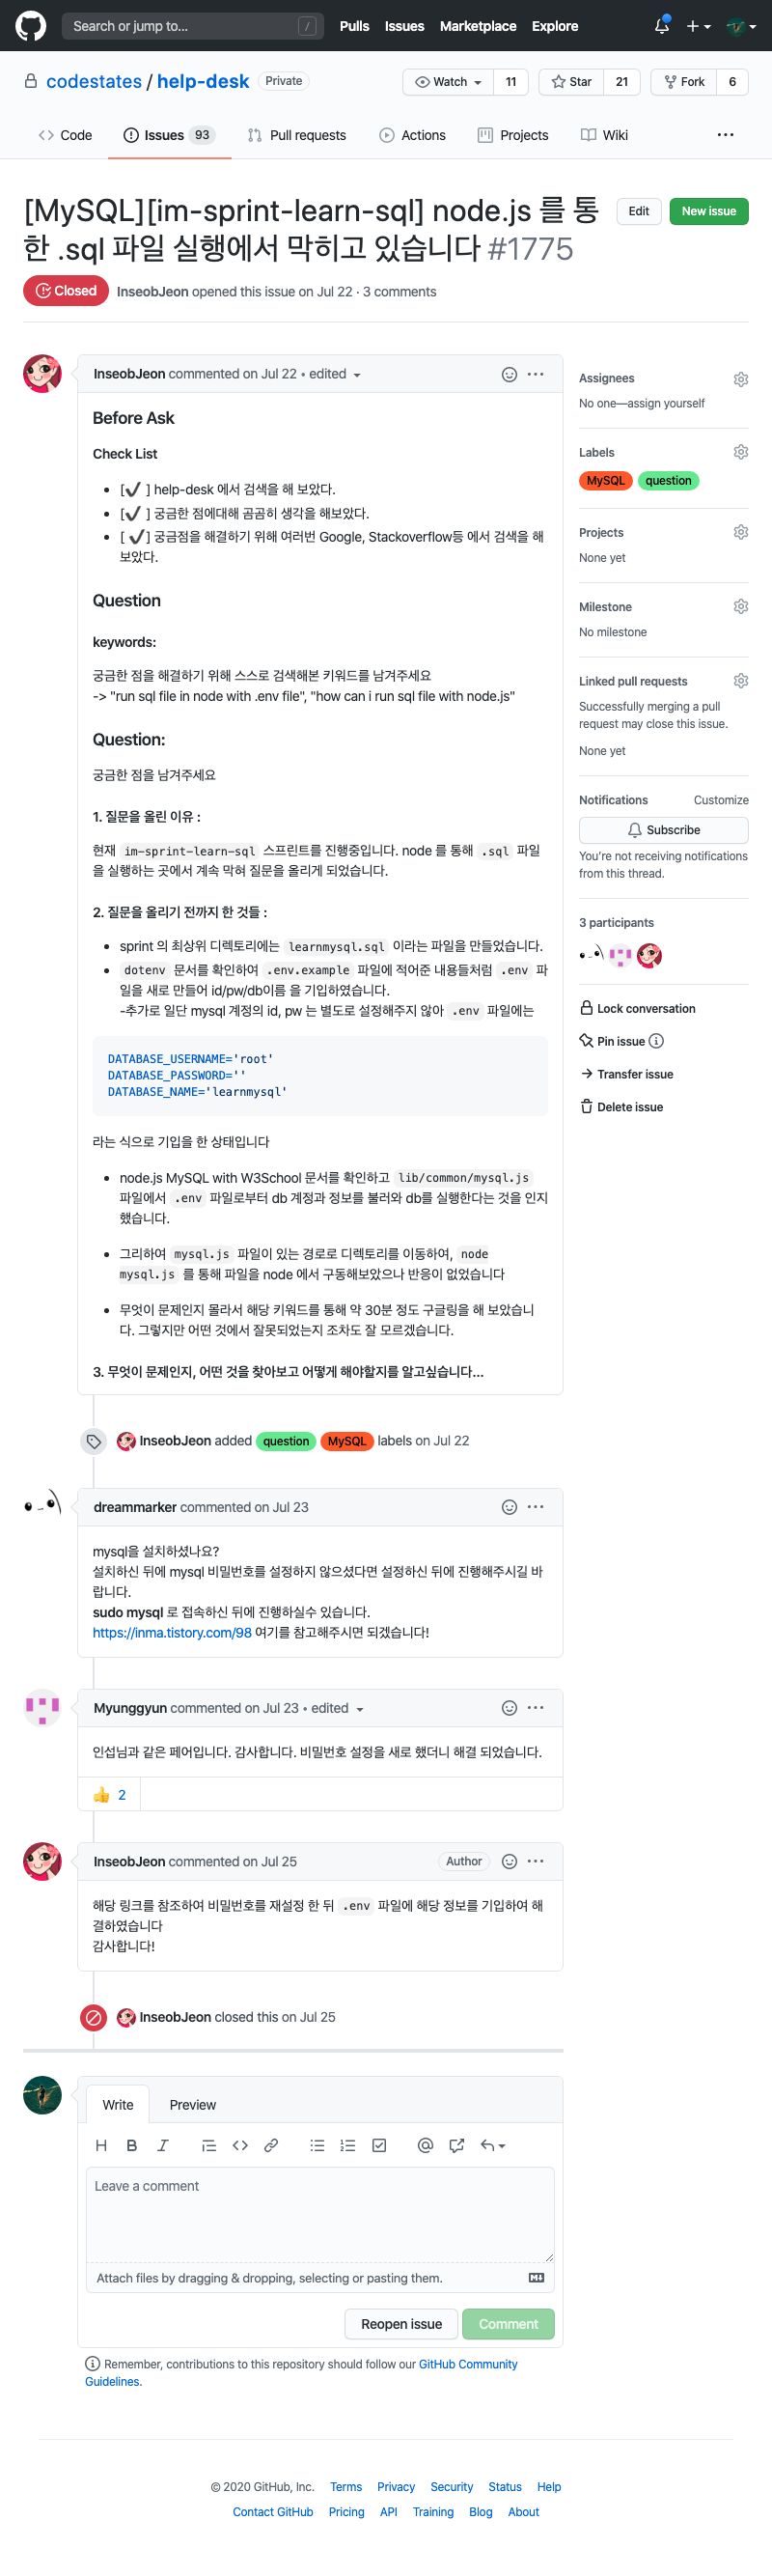 Search or jump to...
/
Pulls
Issues
Marketplace
Explore
codestates / help-desk
Private
Watch
11
Star
21
Fork
6
Code
Issues 93
Pull requests
Actions
Projects
Wiki
[MySQL][im-sprint-learn-sql] node.js 를 통
한 .sql 파일 실행에서 막히고 있습니다 #1775
Edit
New issue
Closed
InseobJeon opened this issue on Jul 22 · 3 comments
InseobJeon commented on Jul 22 • edited
Before Ask
Check List
[✔ ] help-desk 에서 검색을 해 보았다.
[✔ ] 궁금한 점에대해 곰곰히 생각을 해보았다.
[ ✔] 궁금점을 해결하기 위해 여러번 Google, Stackoverflow등 에서 검색을 해
보았다.
Question
keywords:
궁금한 점을 해결하기 위해 스스로 검색해본 키워드를 남겨주세요
-> "run sql file in node with .env file", "how can i run sql file with node.js"
Question:
궁금한 점을 남겨주세요
1. 질문을 올린 이유 :
현재 im-sprint-learn-sql 스프린트를 진행중입니다. node 를 통해 .sql 파일
을 실행하는 곳에서 계속 막혀 질문을 올리게 되었습니다.
2. 질문을 올리기 전까지 한 것들 :
sprint 의 최상위 디렉토리에는 learnmysql.sql 이라는 파일을 만들었습니다.
dotenv 문서를 확인하여 .env.example 파일에 적어준 내용들처럼 .env 파
일을 새로 만들어 id/pw/db이름 을 기입하였습니다.
-추가로 일단 mysql 계정의 id, pw 는 별도로 설정해주지 않아 .env 파일에는
DATABASE_USERNAME='root'
DATABASE_PASSWORD=''
DATABASE_NAME='learnmysql'
라는 식으로 기입을 한 상태입니다
node.js MySQL with W3School 문서를 확인하고 lib/common/mysql.js
파일에서 .env 파일로부터 db 계정과 정보를 불러와 db를 실행한다는 것을 인지
했습니다.
그리하여 mysql.js 파일이 있는 경로로 디렉토리를 이동하여, node
mysql.js 를 통해 파일을 node 에서 구동해보았으나 반응이 없었습니다
무엇이 문제인지 몰라서 해당 키워드를 통해 약 30분 정도 구글링을 해 보았습니
다. 그렇지만 어떤 것에서 잘못되었는지 조차도 잘 모르겠습니다.
3. 무엇이 문제인지, 어떤 것을 찾아보고 어떻게 해야할지를 알고싶습니다...
Assignees
No one—assign yourself
Labels
MySQL
question
Projects
None yet
Milestone
No milestone
Linked pull requests
Successfully merging a pull
request may close this issue.
None yet
Notifications
Customize
Subscribe
You're not receiving notifications
from this thread.
3 participants
Lock conversation
Pin issue
Transfer issue
Delete issue
InseobJeon added question MySQL labels on Jul 22
dreammarker commented on Jul 23
mysql을 설치하셨나요?
설치하신 뒤에 mysql 비밀번호를 설정하지 않으셨다면 설정하신 뒤에 진행해주시길 바
랍니다.
sudo mysql 로 접속하신 뒤에 진행하실수 있습니다.
https://inma.tistory.com/98 여기를 참고해주시면 되겠습니다!
Myunggyun commented on Jul 23 • edited
인섭님과 같은 페어입니다. 감사합니다. 비밀번호 설정을 새로 했더니 해결 되었습니다.
👍 2
InseobJeon commented on Jul 25
Author
해당 링크를 참조하여 비밀번호를 재설정 한 뒤 .env 파일에 해당 정보를 기입하여 해
결하였습니다
감사합니다!
InseobJeon closed this on Jul 25
Write
Preview
Leave a comment
Attach files by dragging & dropping, selecting or pasting them.
Reopen issue
Comment
Remember, contributions to this repository should follow our GitHub Community
Guidelines.
© 2020 GitHub, Inc.
Terms
Privacy
Security
Status
Help
Contact GitHub
Pricing
API
Training
Blog
About